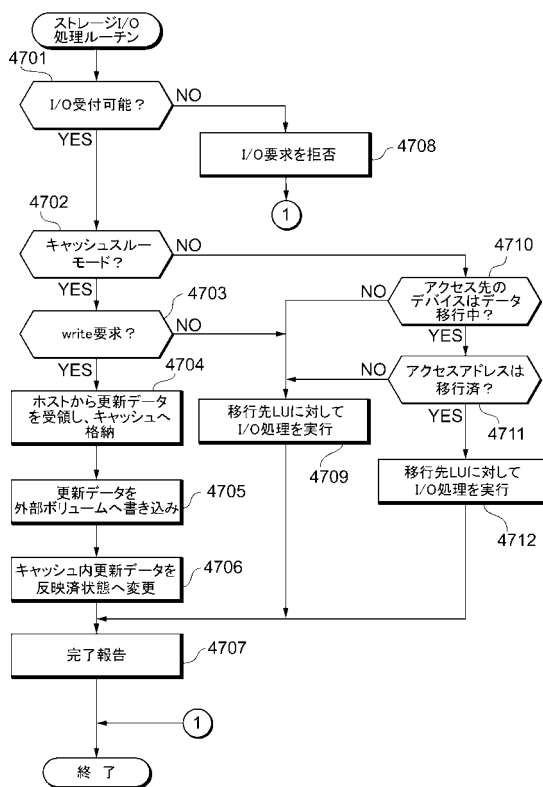 ストレージI/O
処理ルーテン
4701
I/O受付可能？
NO
YES
I/O要求を拒否
4708
1
4702
キャッシュスルー
モード？
NO
YES
4710
アクセス先の
デバイスはデータ
移行中？
NO
YES
4703
write要求？
NO
YES
アクセスアドレスは
移行済？
NO
YES
4711
4704
ホストから更新データ
を受領し、キャッシュへ
格納
移行先LUに対して
I/O処理を実行
4709
移行先LUに対して
I/O処理を実行
4712
更新データを
外部ボリュームへ書き込み
4705
キャッシュ内更新データを
反映済状態へ変更
4706
完了報告
4707
1
終了